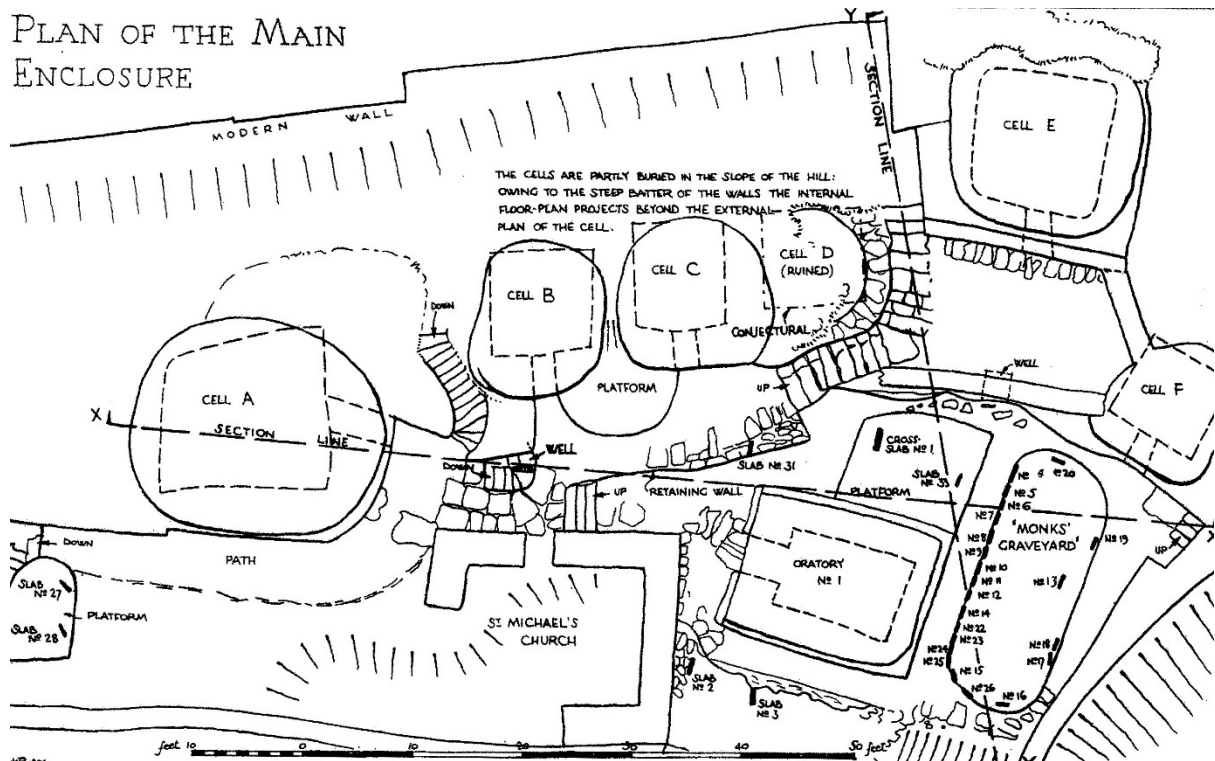 PLAN OF THE MAIN
ENCLOSURE
MODERN WALL
Y
SECTION LINE
CELL E
THE CELLS ARE PARTLY BURIED IN THE SLOPE OF THE HILL:
OWING TO THE STEEP BATTER OF THE WALLS THE INTERNAL
FLOOR-PLAN PROJECTS BEYOND THE EXTERNAL
PLAN OF THE CELL.
CELL D
(RUINED)
CELL C
CELL B
DOWN
CONJECTURAL
CELL A
PLATFORM
UP
WELL
CELL F
X
SECTION LINE
CROSS-
SLAB Nº 1
SLAB
Nº 33
WELL
DOWN
SLAB Nº 31
UP
RETAINING WALL
PLATFORM
Nº 20
Nº 5
Nº 6
Nº 7
Nº 8
Nº 9
'MONKS'
GRAVEYARD'
Nº 19
UP
X
DOWN
PATH
ORATORY
Nº 1
Nº 10
Nº 11
Nº 12
Nº 13
SLAB
Nº 27
PLATFORM
SLAB
Nº 28
ST MICHAEL'S
CHURCH
Nº 14
Nº 22
Nº 23
Nº 24
Nº 25
Nº 18
Nº 17
Nº 15
Nº 26
Nº 16
SLAB
Nº 2
SLAB
Nº 3
feet 10 0 10 20 30 40 50 feet